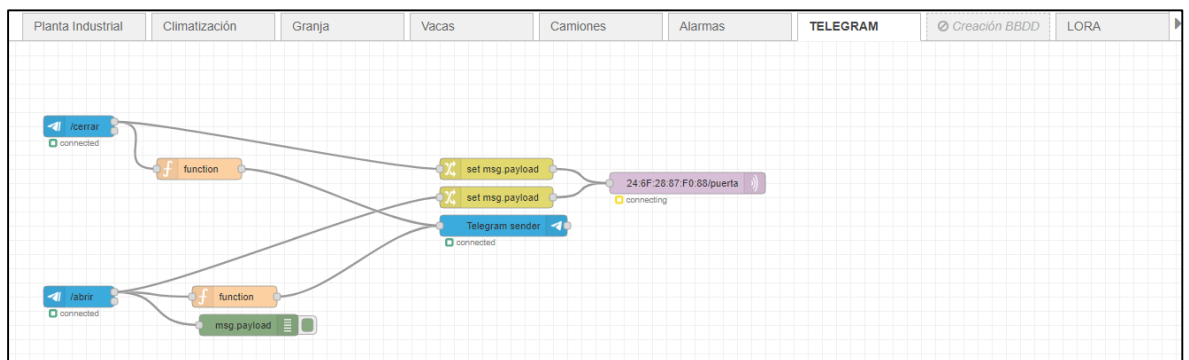 Planta Industrial
Climatización
Granja
Vacas
Camiones
Alarmas
TELEGRAM
Creación BBDD
LORA
/cerrar
connected
function
set msg.payload
24:6F:28:87:F0:88/puerta
connecting
set msg.payload
Telegram sender
connected
/abrir
connected
function
msg.payload